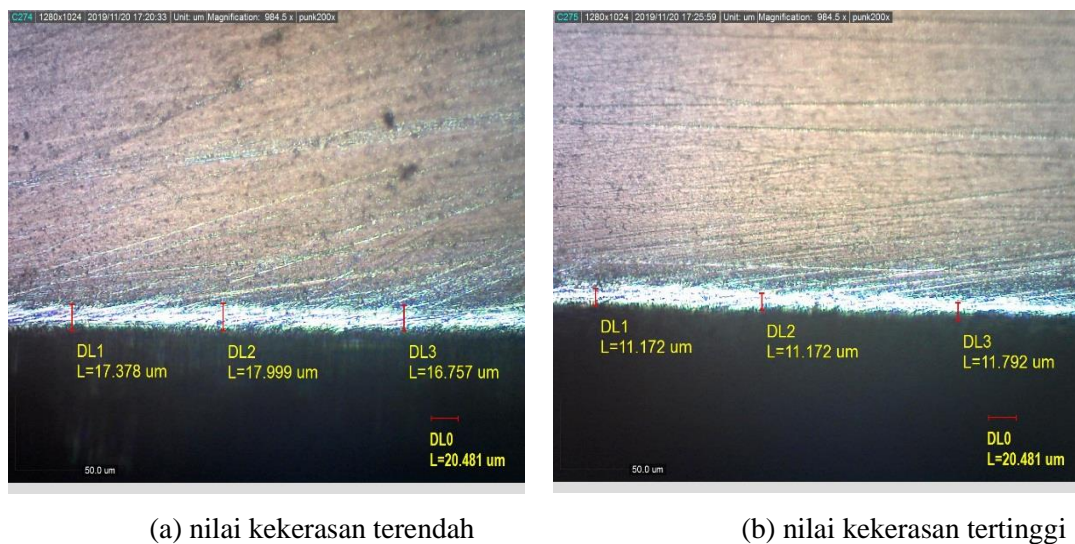 C274 | 1280x1024 | 2019/11/20 17:20:33 | Unit: um | Magnification: 984.5 x | punk200x
DL1
L=17.378 um
DL2
L=17.999 um
DL3
L=16.757 um
DL0
L=20.481 um
50.0 um
C275 | 1280x1024 | 2019/11/20 17:25:59 | Unit: um | Magnification: 984.5 x | punk200x
DL1
L=11.172 um
DL2
L=11.172 um
DL3
L=11.792 um
DL0
L=20.481 um
50.0 um
(a) nilai kekerasan terendah
(b) nilai kekerasan tertinggi